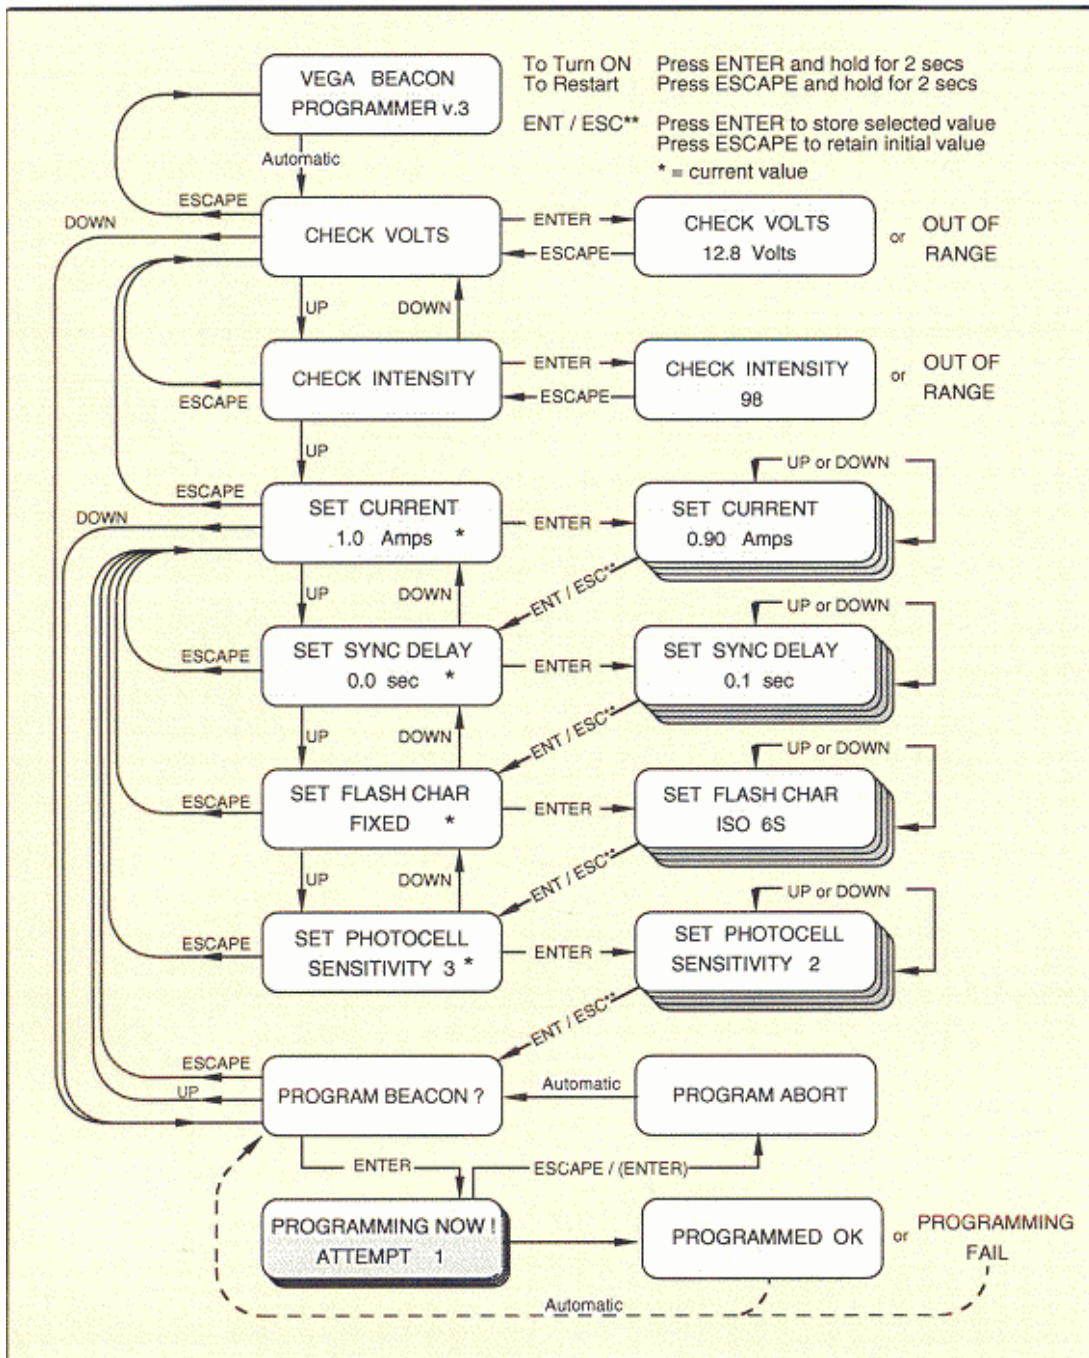 VEGA BEACON
PROGRAMMER v.3
To Turn ON Press ENTER and hold for 2 secs
To Restart Press ESCAPE and hold for 2 secs
ENT / ESC** Press ENTER to store selected value
Press ESCAPE to retain initial value
* = current value
Automatic
ESCAPE
DOWN
CHECK VOLTS
ENTER
ESCAPE
CHECK VOLTS
12.8 Volts
or
OUT OF
RANGE
UP
DOWN
CHECK INTENSITY
ESCAPE
ENTER
ESCAPE
CHECK INTENSITY
98
or
OUT OF
RANGE
UP
ESCAPE
DOWN
SET CURRENT
1.0 Amps *
ENTER
SET CURRENT
0.90 Amps
UP or DOWN
UP
DOWN
ENT / ESC**
ESCAPE
SET SYNC DELAY
0.0 sec *
ENTER
SET SYNC DELAY
0.1 sec
UP or DOWN
UP
DOWN
ENT / ESC**
ESCAPE
SET FLASH CHAR
FIXED *
ENTER
SET FLASH CHAR
ISO 6S
UP or DOWN
UP
DOWN
ENT / ESC**
ESCAPE
SET PHOTOCELL
SENSITIVITY 3 *
ENTER
SET PHOTOCELL
SENSITIVITY 2
UP or DOWN
ENT / ESC**
ESCAPE
UP
PROGRAM BEACON ?
Automatic
PROGRAM ABORT
ENTER
ESCAPE / (ENTER)
PROGRAMMING NOW !
ATTEMPT 1
PROGRAMMED OK
or
PROGRAMMING
FAIL
Automatic